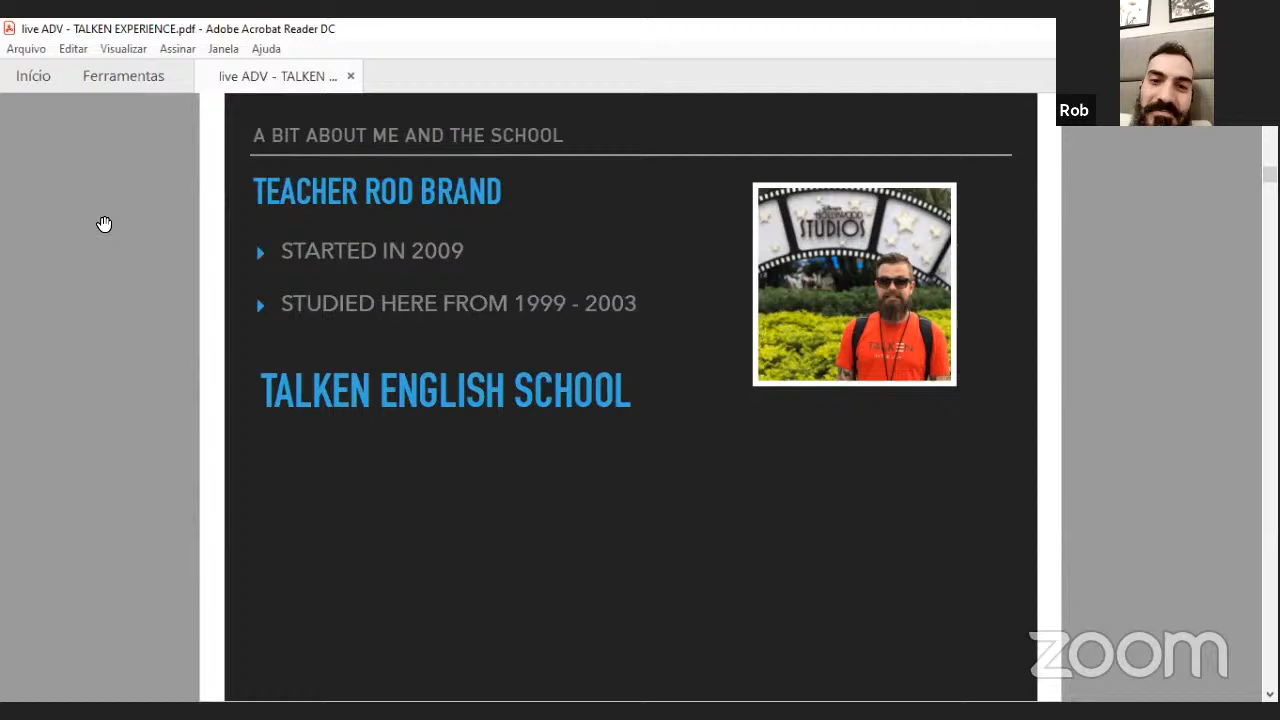 live ADV - TALKEN EXPERIENCE.pdf - Adobe Acrobat Reader DC
Arquivo Editar Visualizar Assinar Janela Ajuda
Início Ferramentas live ADV - TALKEN ... ×
Rob
A BIT ABOUT ME AND THE SCHOOL
TEACHER ROD BRAND
STARTED IN 2009
STUDIED HERE FROM 1999 - 2003
TALKEN ENGLISH SCHOOL
HOLLYWOOD
STUDIOS
TALKEN
zoom